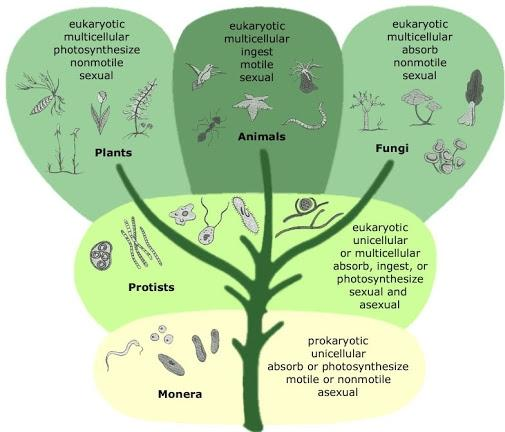 eukaryotic
multicellular
photosynthesize
nonmotile
sexual
Plants
eukaryotic
multicellular
ingest
motile
sexual
Animals
eukaryotic
multicellular
absorb
nonmotile
sexual
Fungi
Protists
eukaryotic
unicellular
or multicellular
absorb, ingest, or
photosynthesize
sexual and
asexual
Monera
prokaryotic
unicellular
absorb or photosynthesize
motile or nonmotile
asexual